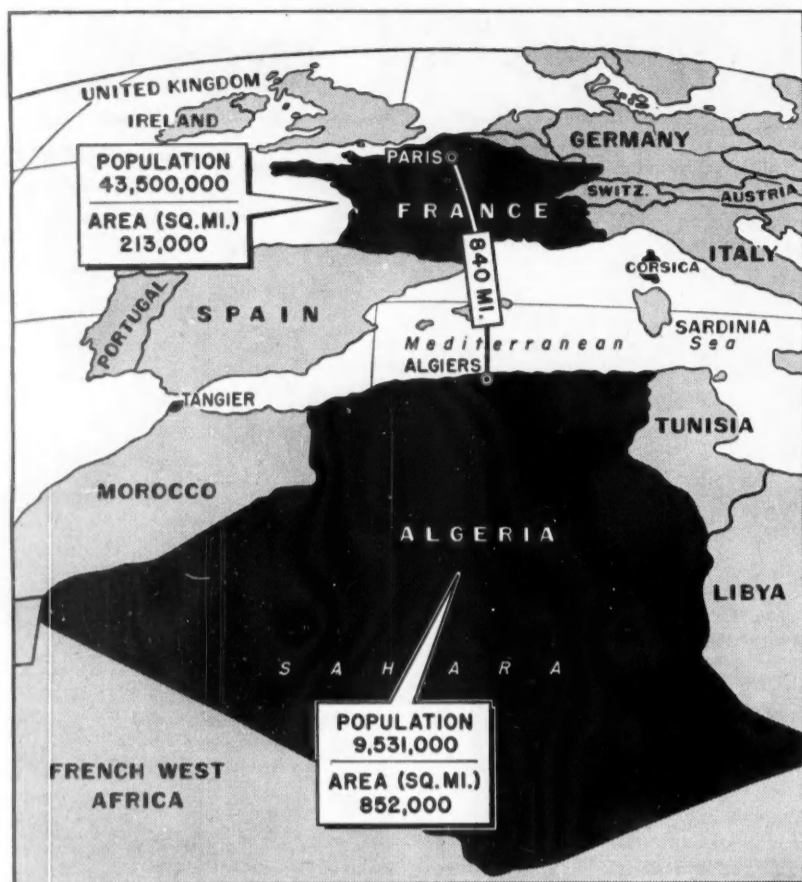 UNITED KINGDOM
IRELAND
GERMANY
POPULATION
43,500,000
AREA (SQ.MI.)
213,000
PARIS
SWITZ.
AUSTRIA
FRANCE
ITALY
840 MI.
CORSICA
PORTUGAL
SPAIN
SARDINIA
Mediterranean Sea
ALGIERS
TANGIER
TUNISIA
MOROCCO
ALGERIA
LIBYA
SAHARA
POPULATION
9,531,000
AREA (SQ.MI.)
852,000
FRENCH WEST
AFRICA